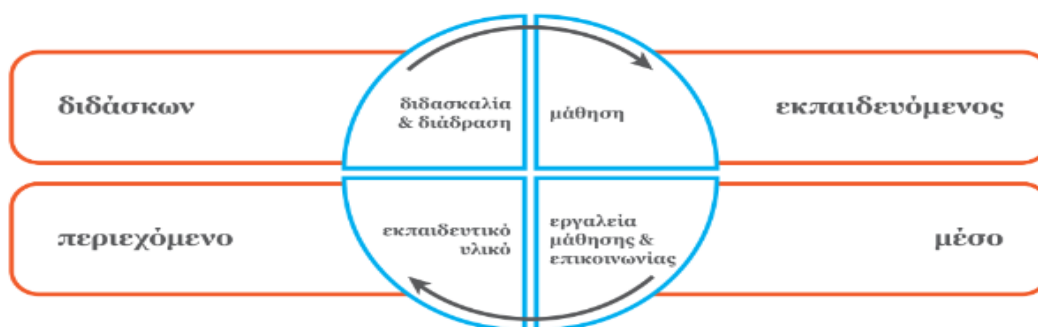 διδάσκων
διδασκαλία
& διάδραση
μάθηση
εκπαιδευόμενος
περιεχόμενο
εκπαιδευτικό
υλικό
εργαλεία
μάθησης &
επικοινωνίας
μέσο